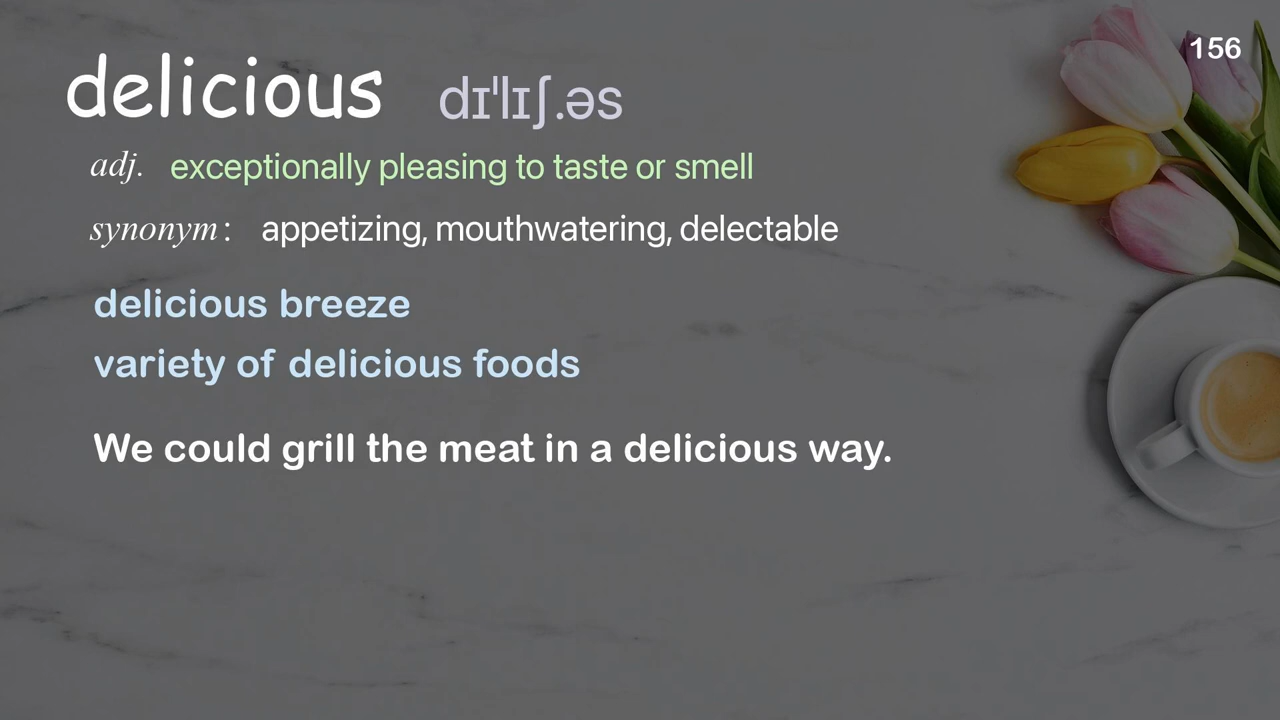 156
delicious dɪˈlɪʃ.əs
adj. exceptionally pleasing to taste or smell
synonym: appetizing, mouthwatering, delectable
delicious breeze
variety of delicious foods
We could grill the meat in a delicious way.